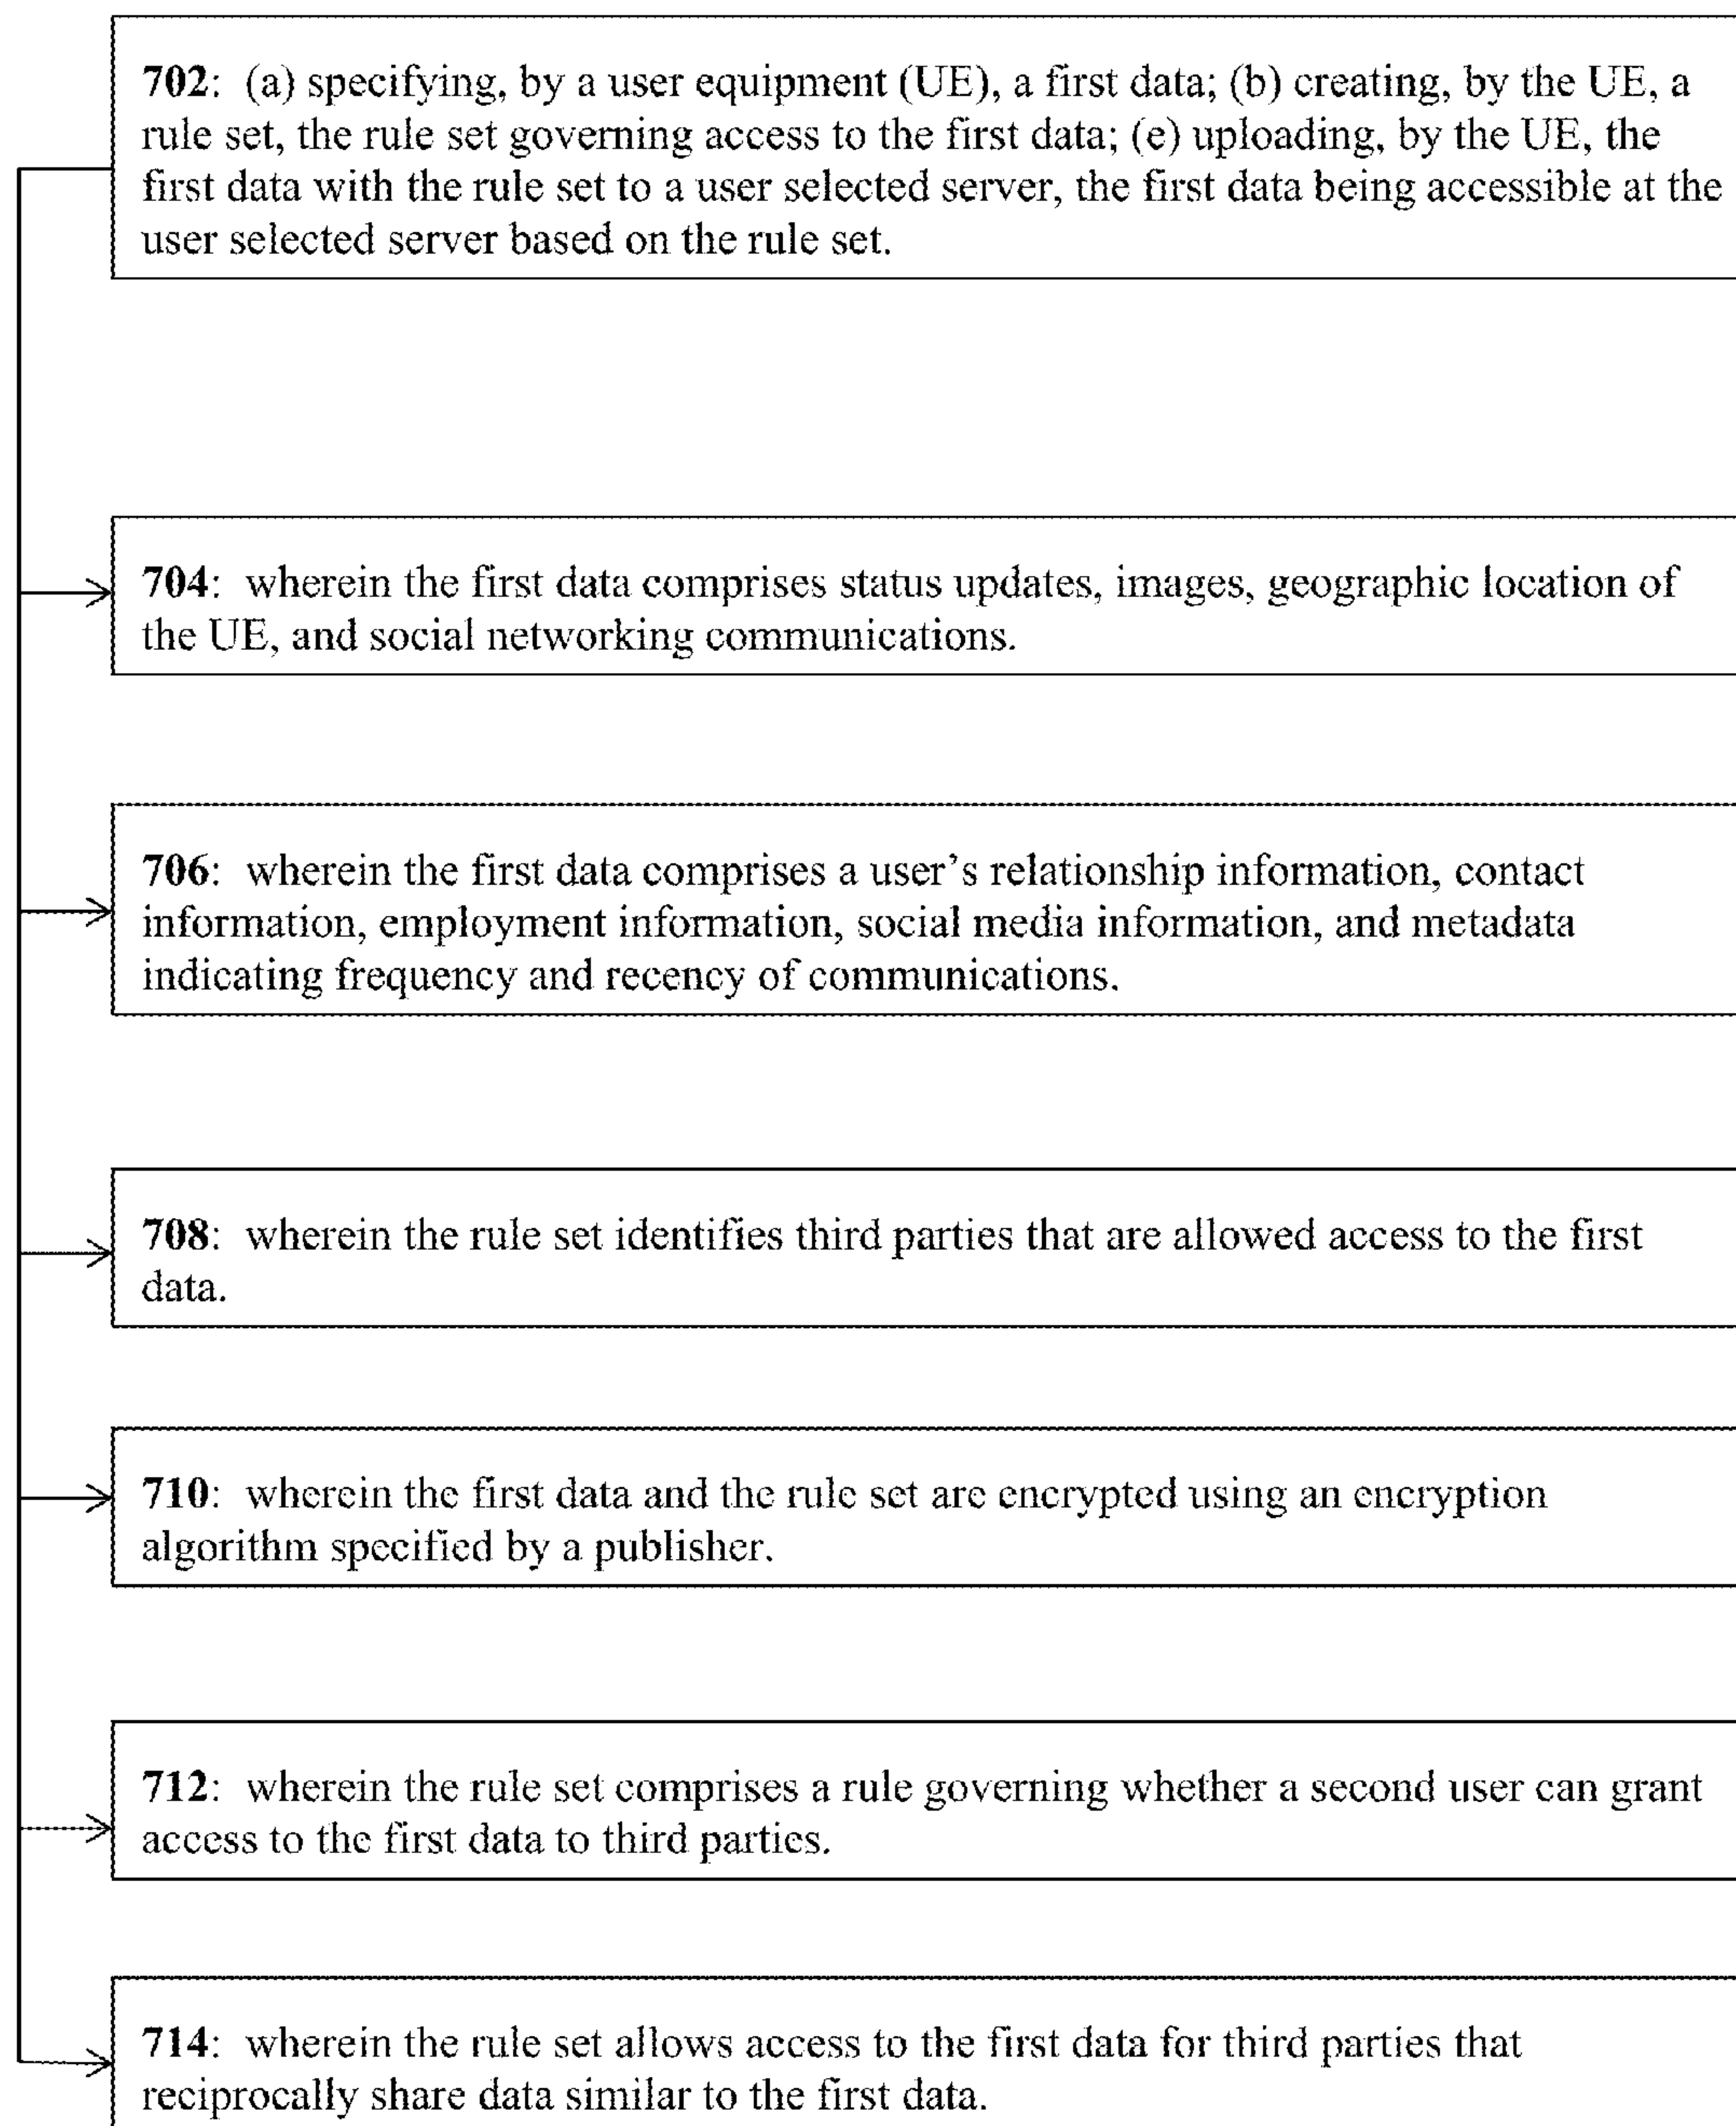 702: (a) specifying, by a user equipment (UE), a first data; (b) creating, by the UE, a
rule set, the rule set governing access to the first data; (e) uploading, by the UE, the
first data with the rule set to a user selected server, the first data being accessible at the
user selected server based on the rule set.
704: wherein the first data comprises status updates, images, geographic location of
the UE, and social networking communications.
706: wherein the first data comprises a user’s relationship information, contact
information, employment information, social media information, and metadata
indicating frequency and recency of communications.
708: wherein the rule set identifies third parties that are allowed access to the first
data.
710: wherein the first data and the rule set are encrypted using an encryption
algorithm specified by a publisher.
712: wherein the rule set comprises a rule governing whether a second user can grant
access to the first data to third parties.
714: wherein the rule set allows access to the first data for third parties that
reciprocally share data similar to the first data.